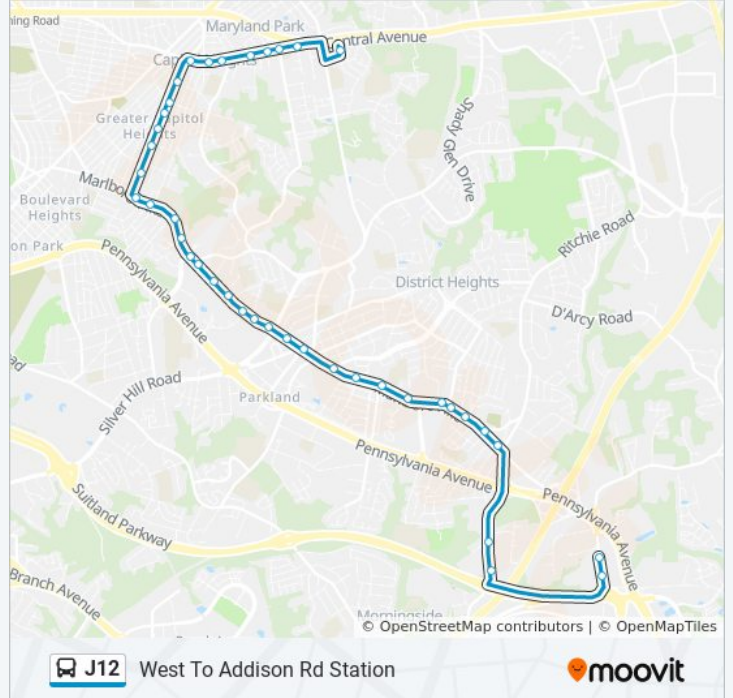 ning Road
Maryland Park
Central Avenue
Greater Capitol
Heights
Shady Glen Drive
Boulevard
Heights
on Park
Pennsylvania Avenue
Ritchie Road
District Heights
D'Arcy Road
Silver Hill Road
Parkland
Pennsylvania Avenue
Pennsylvania Avenue
Suitland Parkway
Branch Avenue
Morningside
© OpenStreetMap contributors | © OpenMapTiles
J12 West To Addison Rd Station
moovit